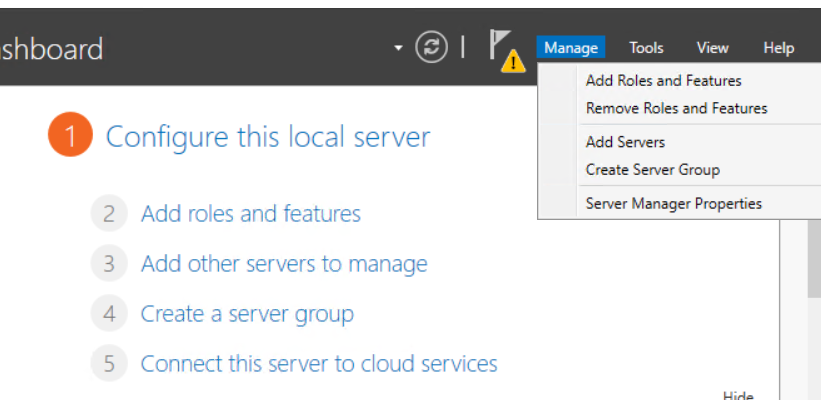 shboard
Manage Tools View Help
Add Roles and Features
Remove Roles and Features
Add Servers
Create Server Group
Server Manager Properties
1 Configure this local server
2 Add roles and features
3 Add other servers to manage
4 Create a server group
5 Connect this server to cloud services
Hide